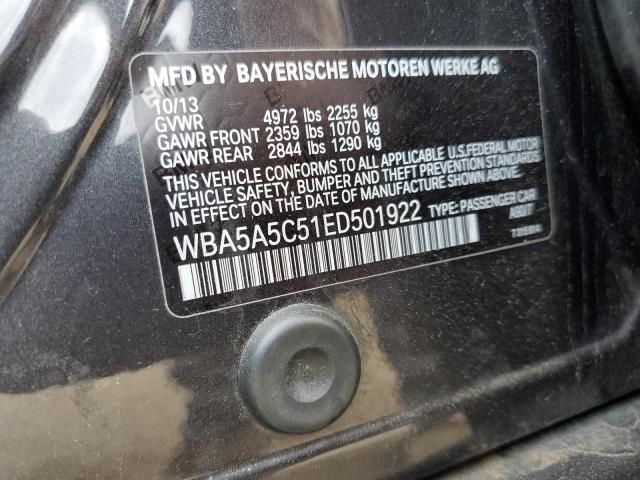 MFD BY BAYERISCHE MOTOREN WERKE AG
10/13
GVWR 4972 lbs 2255 kg
GAWR FRONT 2359 lbs 1070 kg
GAWR REAR 2844 lbs 1290 kg
THIS VEHICLE CONFORMS TO ALL APPLICABLE U.S.FEDERAL MOTOR
VEHICLE SAFETY, BUMPER AND THEFT PREVENTION STANDARDS
IN EFFECT ON THE DATE OF MANUFACTURE SHOWN ABOVE.
WBA5A5C51ED501922 TYPE: PASSENGER CAR